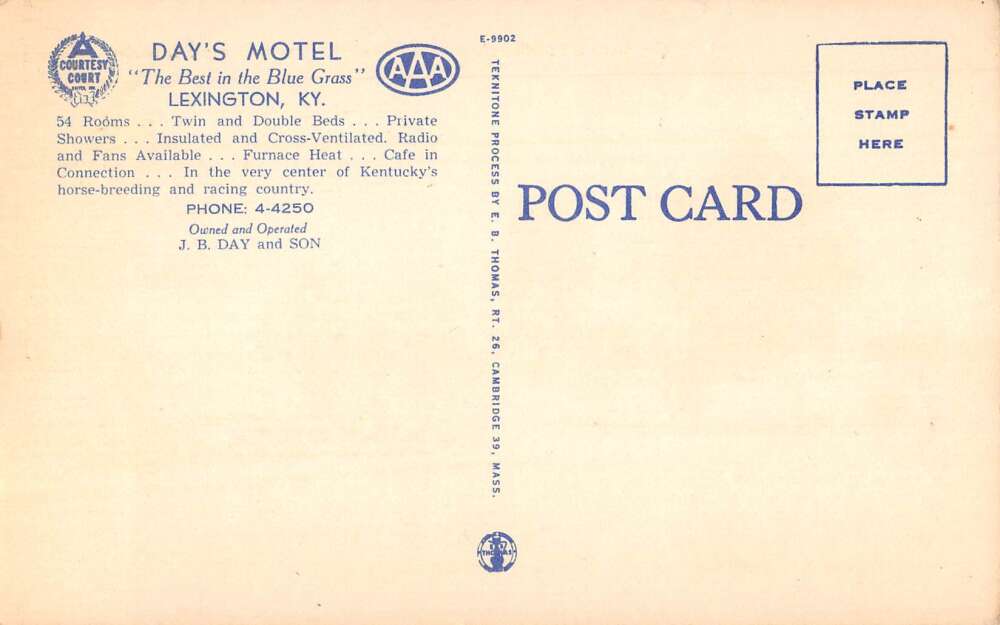 A
COURTESY
COURT
DAY'S MOTEL
"The Best in the Blue Grass"
LEXINGTON, KY.
AAA
54 Rooms . . . Twin and Double Beds . . . Private
Showers . . . Insulated and Cross-Ventilated. Radio
and Fans Available . . . Furnace Heat . . . Cafe in
Connection . . . In the very center of Kentucky's
horse-breeding and racing country.
PHONE: 4-4250
Owned and Operated
J. B. DAY and SON
E-9902
TEKNITONE PROCESS BY E. B. THOMAS, RT. 26, CAMBRIDGE 39, MASS.
THOMAS
POST CARD
PLACE
STAMP
HERE